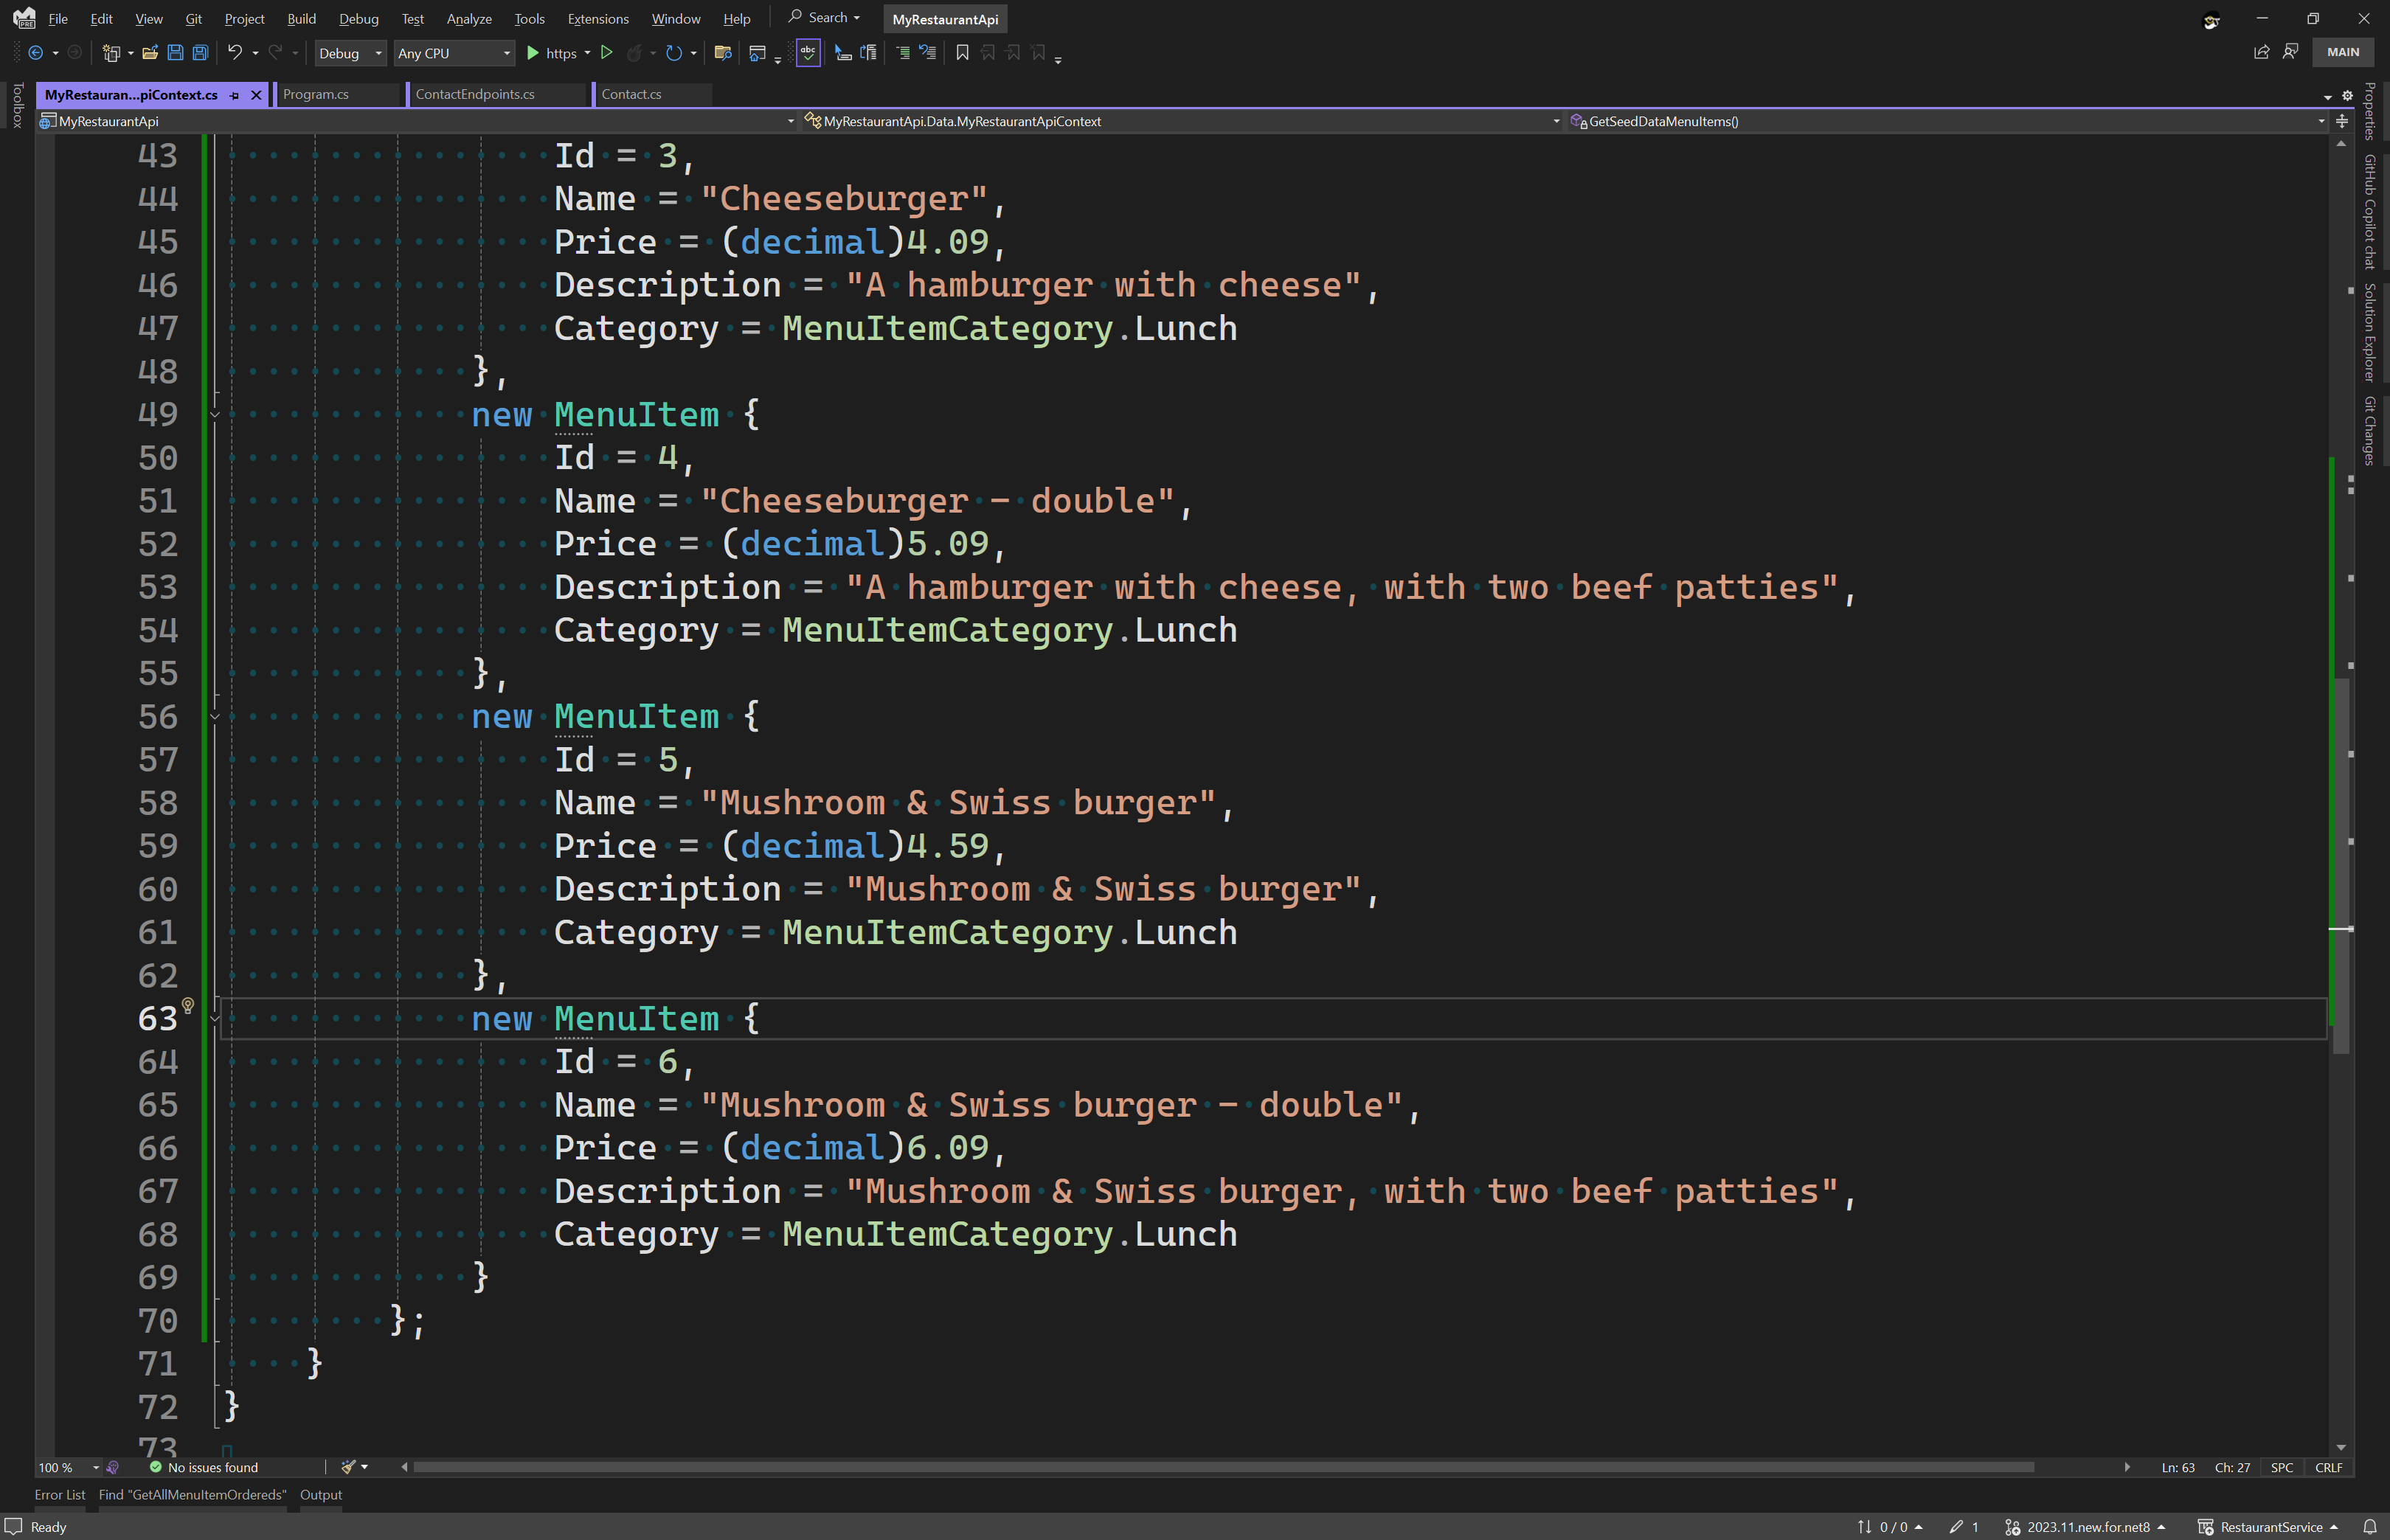 File Edit View Git Project Build Debug Test Analyze Tools Extensions Window Help Search MyRestaurantApi
Debug Any CPU https abc MAIN
Toolbox
MyRestauran...piContext.cs Program.cs ContactEndpoints.cs Contact.cs
MyRestaurantApi MyRestaurantApi.Data.MyRestaurantApiContext GetSeedDataMenuItems()
43 Id = 3,
44 Name = "Cheeseburger",
45 Price = (decimal)4.09,
46 Description = "A hamburger with cheese",
47 Category = MenuItemCategory.Lunch
48 },
49 new MenuItem {
50 Id = 4,
51 Name = "Cheeseburger - double",
52 Price = (decimal)5.09,
53 Description = "A hamburger with cheese, with two beef patties",
54 Category = MenuItemCategory.Lunch
55 },
56 new MenuItem {
57 Id = 5,
58 Name = "Mushroom & Swiss burger",
59 Price = (decimal)4.59,
60 Description = "Mushroom & Swiss burger",
61 Category = MenuItemCategory.Lunch
62 },
63 new MenuItem {
64 Id = 6,
65 Name = "Mushroom & Swiss burger - double",
66 Price = (decimal)6.09,
67 Description = "Mushroom & Swiss burger, with two beef patties",
68 Category = MenuItemCategory.Lunch
69 }
70 };
71 }
72 }
73
Properties
GitHub Copilot chat
Solution Explorer
Git Changes
100 % No issues found Ln: 63 Ch: 27 SPC CRLF
Error List Find "GetAllMenuItemOrdereds" Output
Ready 0 / 0 1 2023.11.new.for.net8 RestaurantService